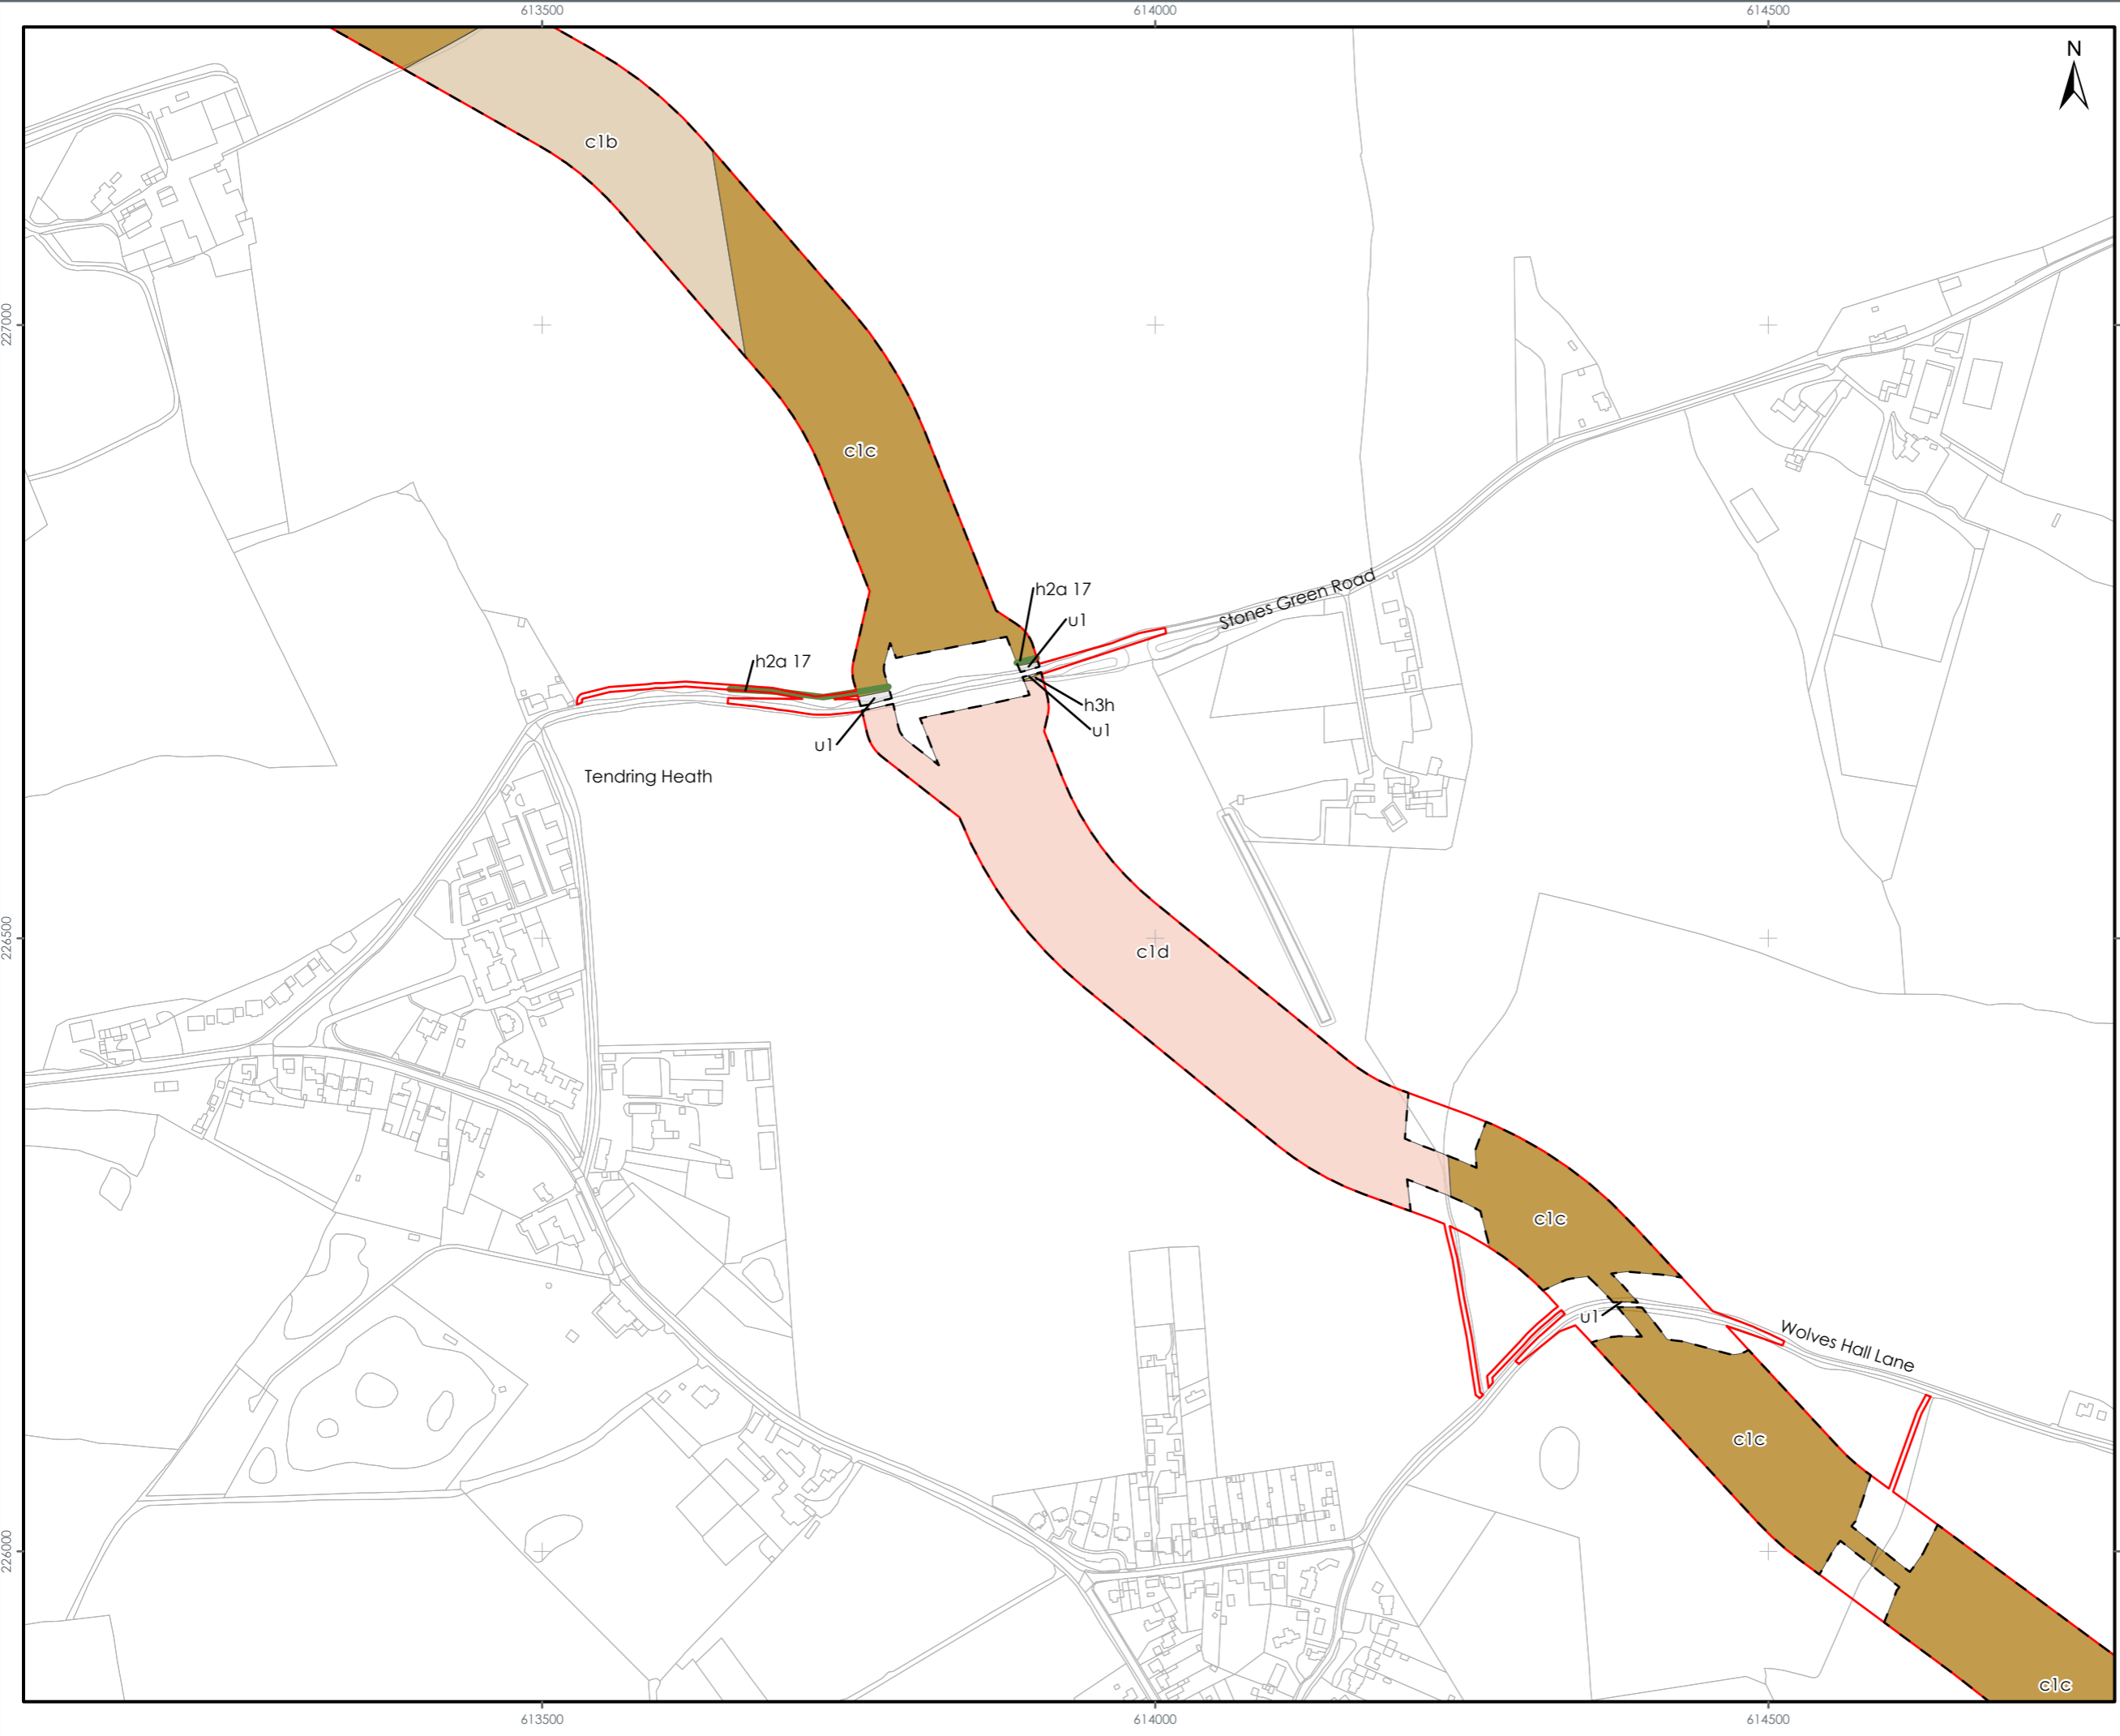 613500
614000
614500
N
c1b
227000
c1c
h2a 17
u1
Stones Green Road
h2a 17
h3h
u1
u1
Tendring Heath
226500
c1d
c1c
u1
Wolves Hall Lane
c1c
226000
c1c
613500
614000
614500